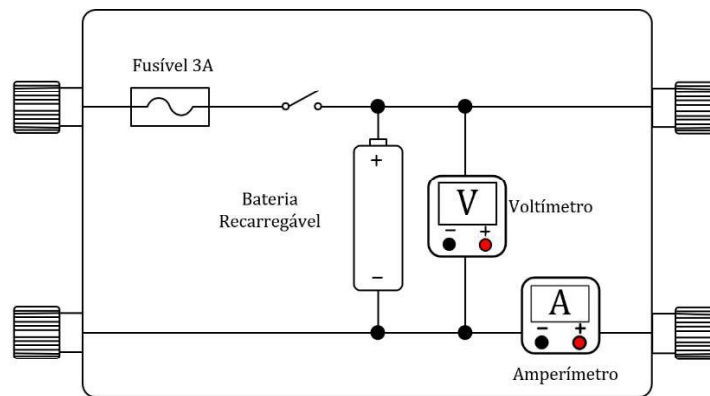 Fusível 3A
+
Bateria
Recarregável
−
V
− +
Voltímetro
A
− +
Amperímetro